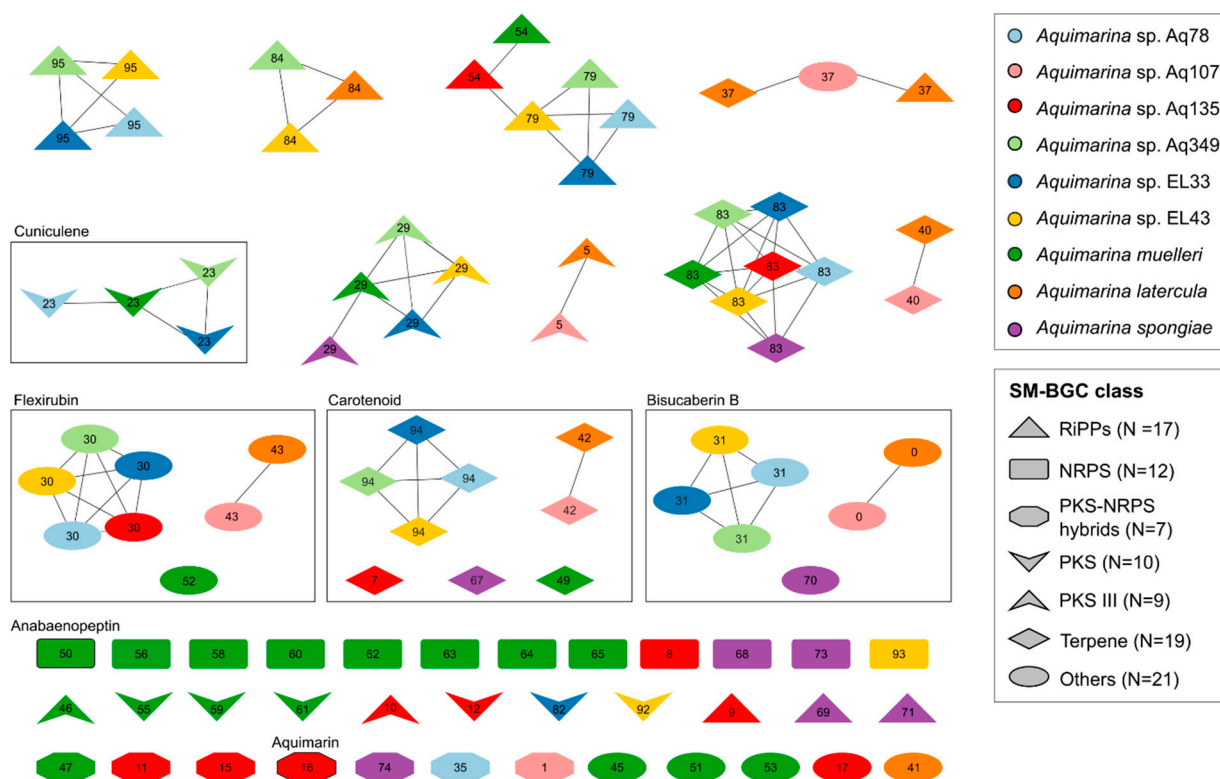 95 95 84 54 79 37
84 54 79 79 37 37
95 95 84 79
Cuniculene
23 23 23 23
29 29 29 29 29
5 5
83 83 83 83 83 83 83
40 40
Flexirubin
30 30 30 30 30 43 43 52
Carotenoid
94 94 94 94 42 42 7 67 49
Bisucaberin B
31 31 31 31 0 0 70
Anabaenopeptin
50 56 58 60 62 63 64 65 8 68 73 93
46 55 59 61 10 12 82 92 9 69 71
Aquimarin
47 11 15 16 74 35 1 45 51 53 17 41
Aquimarina sp. Aq78
Aquimarina sp. Aq107
Aquimarina sp. Aq135
Aquimarina sp. Aq349
Aquimarina sp. EL33
Aquimarina sp. EL43
Aquimarina muelleri
Aquimarina latercula
Aquimarina spongiae
SM-BGC class
RiPPs (N =17)
NRPS (N=12)
PKS-NRPS
hybrids (N=7)
PKS (N=10)
PKS III (N=9)
Terpene (N=19)
Others (N=21)